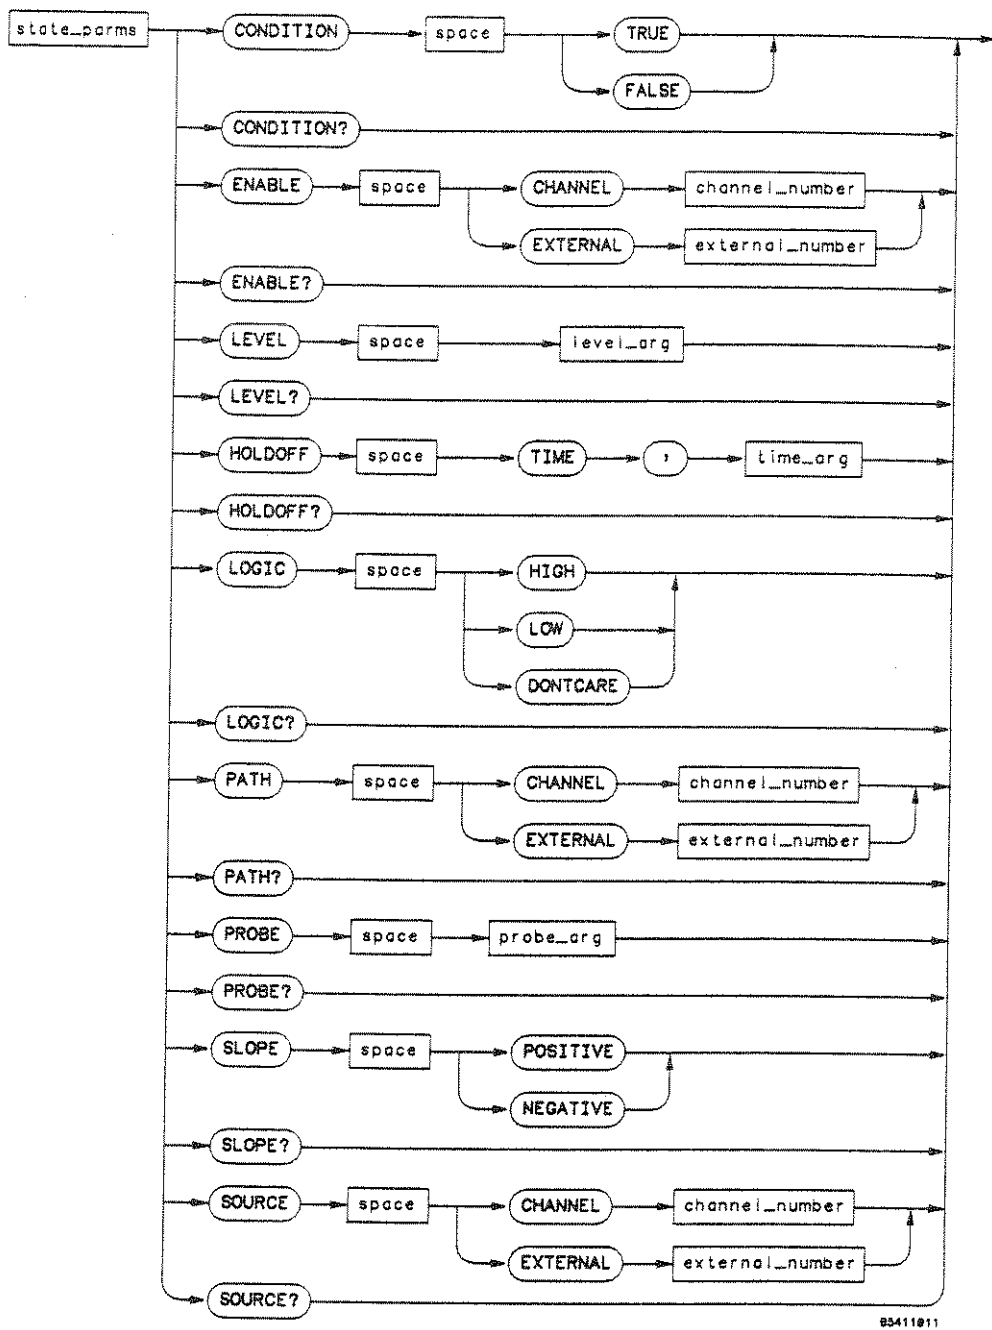 state_parms CONDITION space TRUE
FALSE
CONDITION?
ENABLE space CHANNEL channel_number
EXTERNAL external_number
ENABLE?
LEVEL space level_arg
LEVEL?
HOLDOFF space TIME , time_arg
HOLDOFF?
LOGIC space HIGH
LOW
DONTCARE
LOGIC?
PATH space CHANNEL channel_number
EXTERNAL external_number
PATH?
PROBE space probe_arg
PROBE?
SLOPE space POSITIVE
NEGATIVE
SLOPE?
SOURCE space CHANNEL channel_number
EXTERNAL external_number
SOURCE?